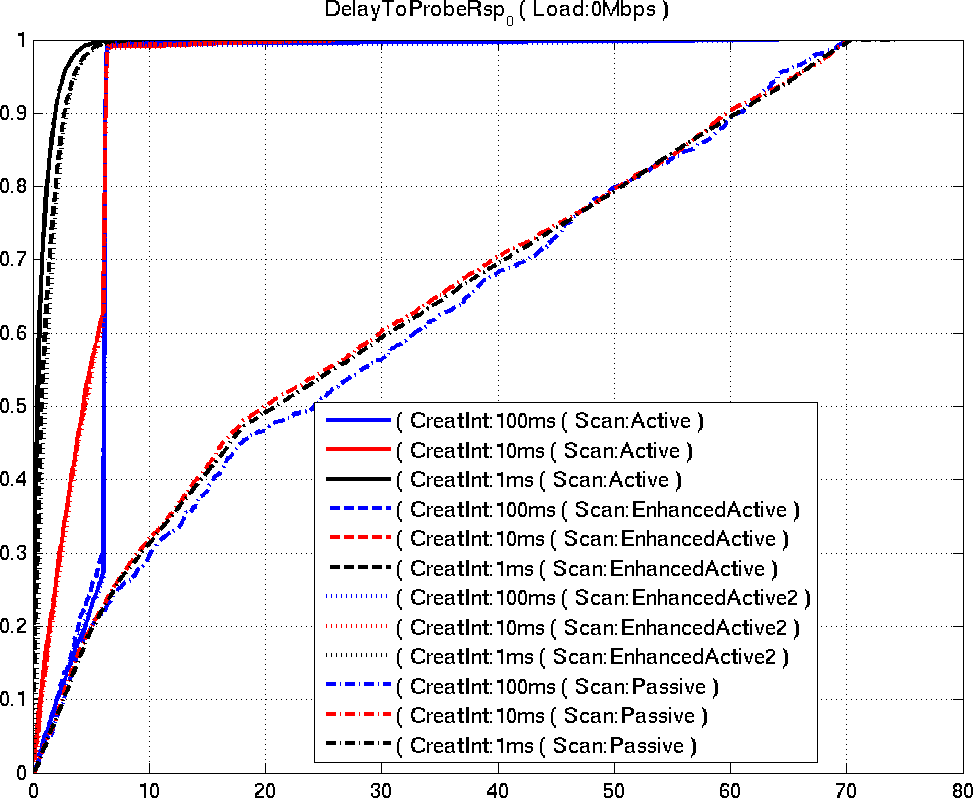 DelayToProbeRsp0 ( Load:0Mbps )
1
0.9
0.8
0.7
0.6
0.5
0.4
0.3
0.2
0.1
0
( CreatInt:100ms ( Scan:Active )
( CreatInt:10ms ( Scan:Active )
( CreatInt:1ms ( Scan:Active )
( CreatInt:100ms ( Scan:EnhancedActive )
( CreatInt:10ms ( Scan:EnhancedActive )
( CreatInt:1ms ( Scan:EnhancedActive )
( CreatInt:100ms ( Scan:EnhancedActive2 )
( CreatInt:10ms ( Scan:EnhancedActive2 )
( CreatInt:1ms ( Scan:EnhancedActive2 )
( CreatInt:100ms ( Scan:Passive )
( CreatInt:10ms ( Scan:Passive )
( CreatInt:1ms ( Scan:Passive )
0 10 20 30 40 50 60 70 80